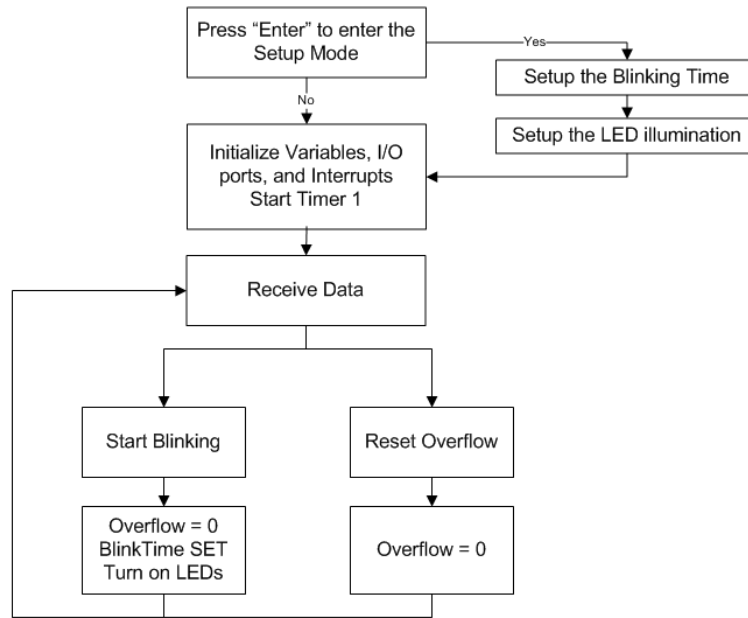 Press “Enter” to enter the
Setup Mode
Yes
Setup the Blinking Time
No
Setup the LED illumination
Initialize Variables, I/O
ports, and Interrupts
Start Timer 1
Receive Data
Start Blinking
Reset Overflow
Overflow = 0
BlinkTime SET
Turn on LEDs
Overflow = 0